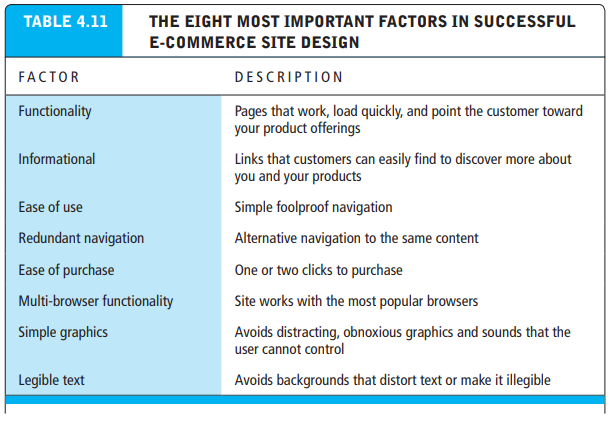 TABLE 4.11
THE EIGHT MOST IMPORTANT FACTORS IN SUCCESSFUL
E-COMMERCE SITE DESIGN
FACTOR DESCRIPTION
Functionality Pages that work, load quickly, and point the customer toward
your product offerings
Informational Links that customers can easily find to discover more about
you and your products
Ease of use Simple foolproof navigation
Redundant navigation Alternative navigation to the same content
Ease of purchase One or two clicks to purchase
Multi-browser functionality Site works with the most popular browsers
Simple graphics Avoids distracting, obnoxious graphics and sounds that the
user cannot control
Legible text Avoids backgrounds that distort text or make it illegible